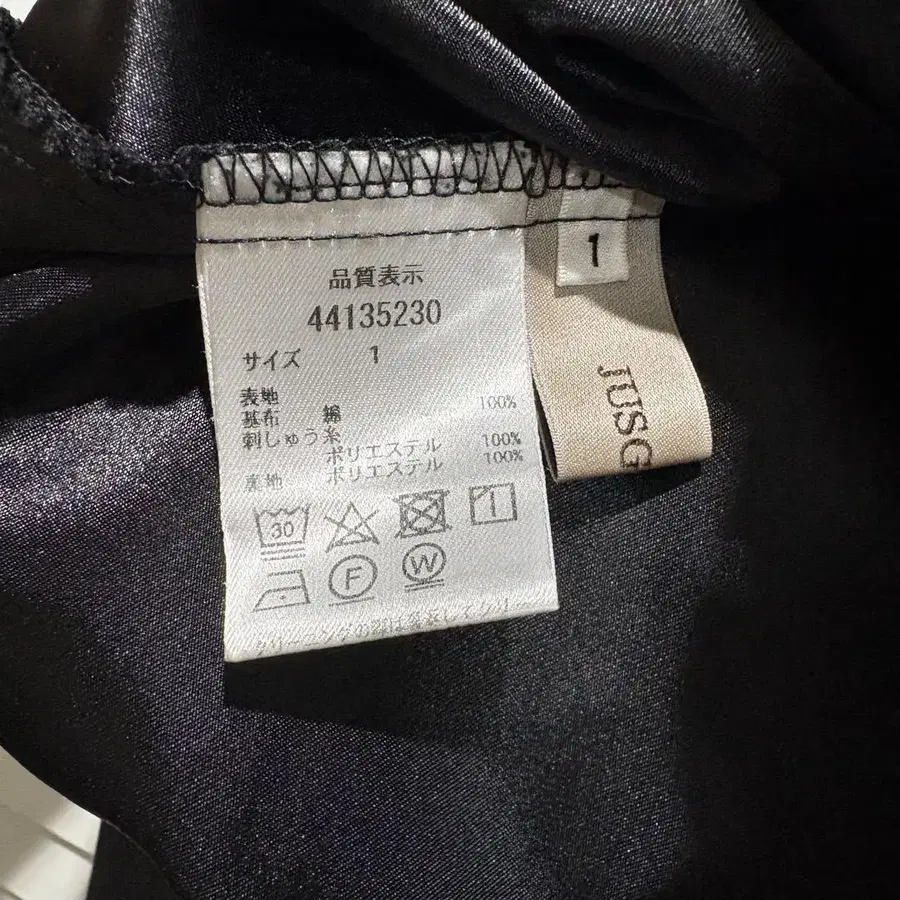 品質表示
44135230
サイズ 1
表地
基布 綿 100%
刺しゅう糸
ポリエステル 100%
裏地 ポリエステル 100%
30
F W
1
JUSG